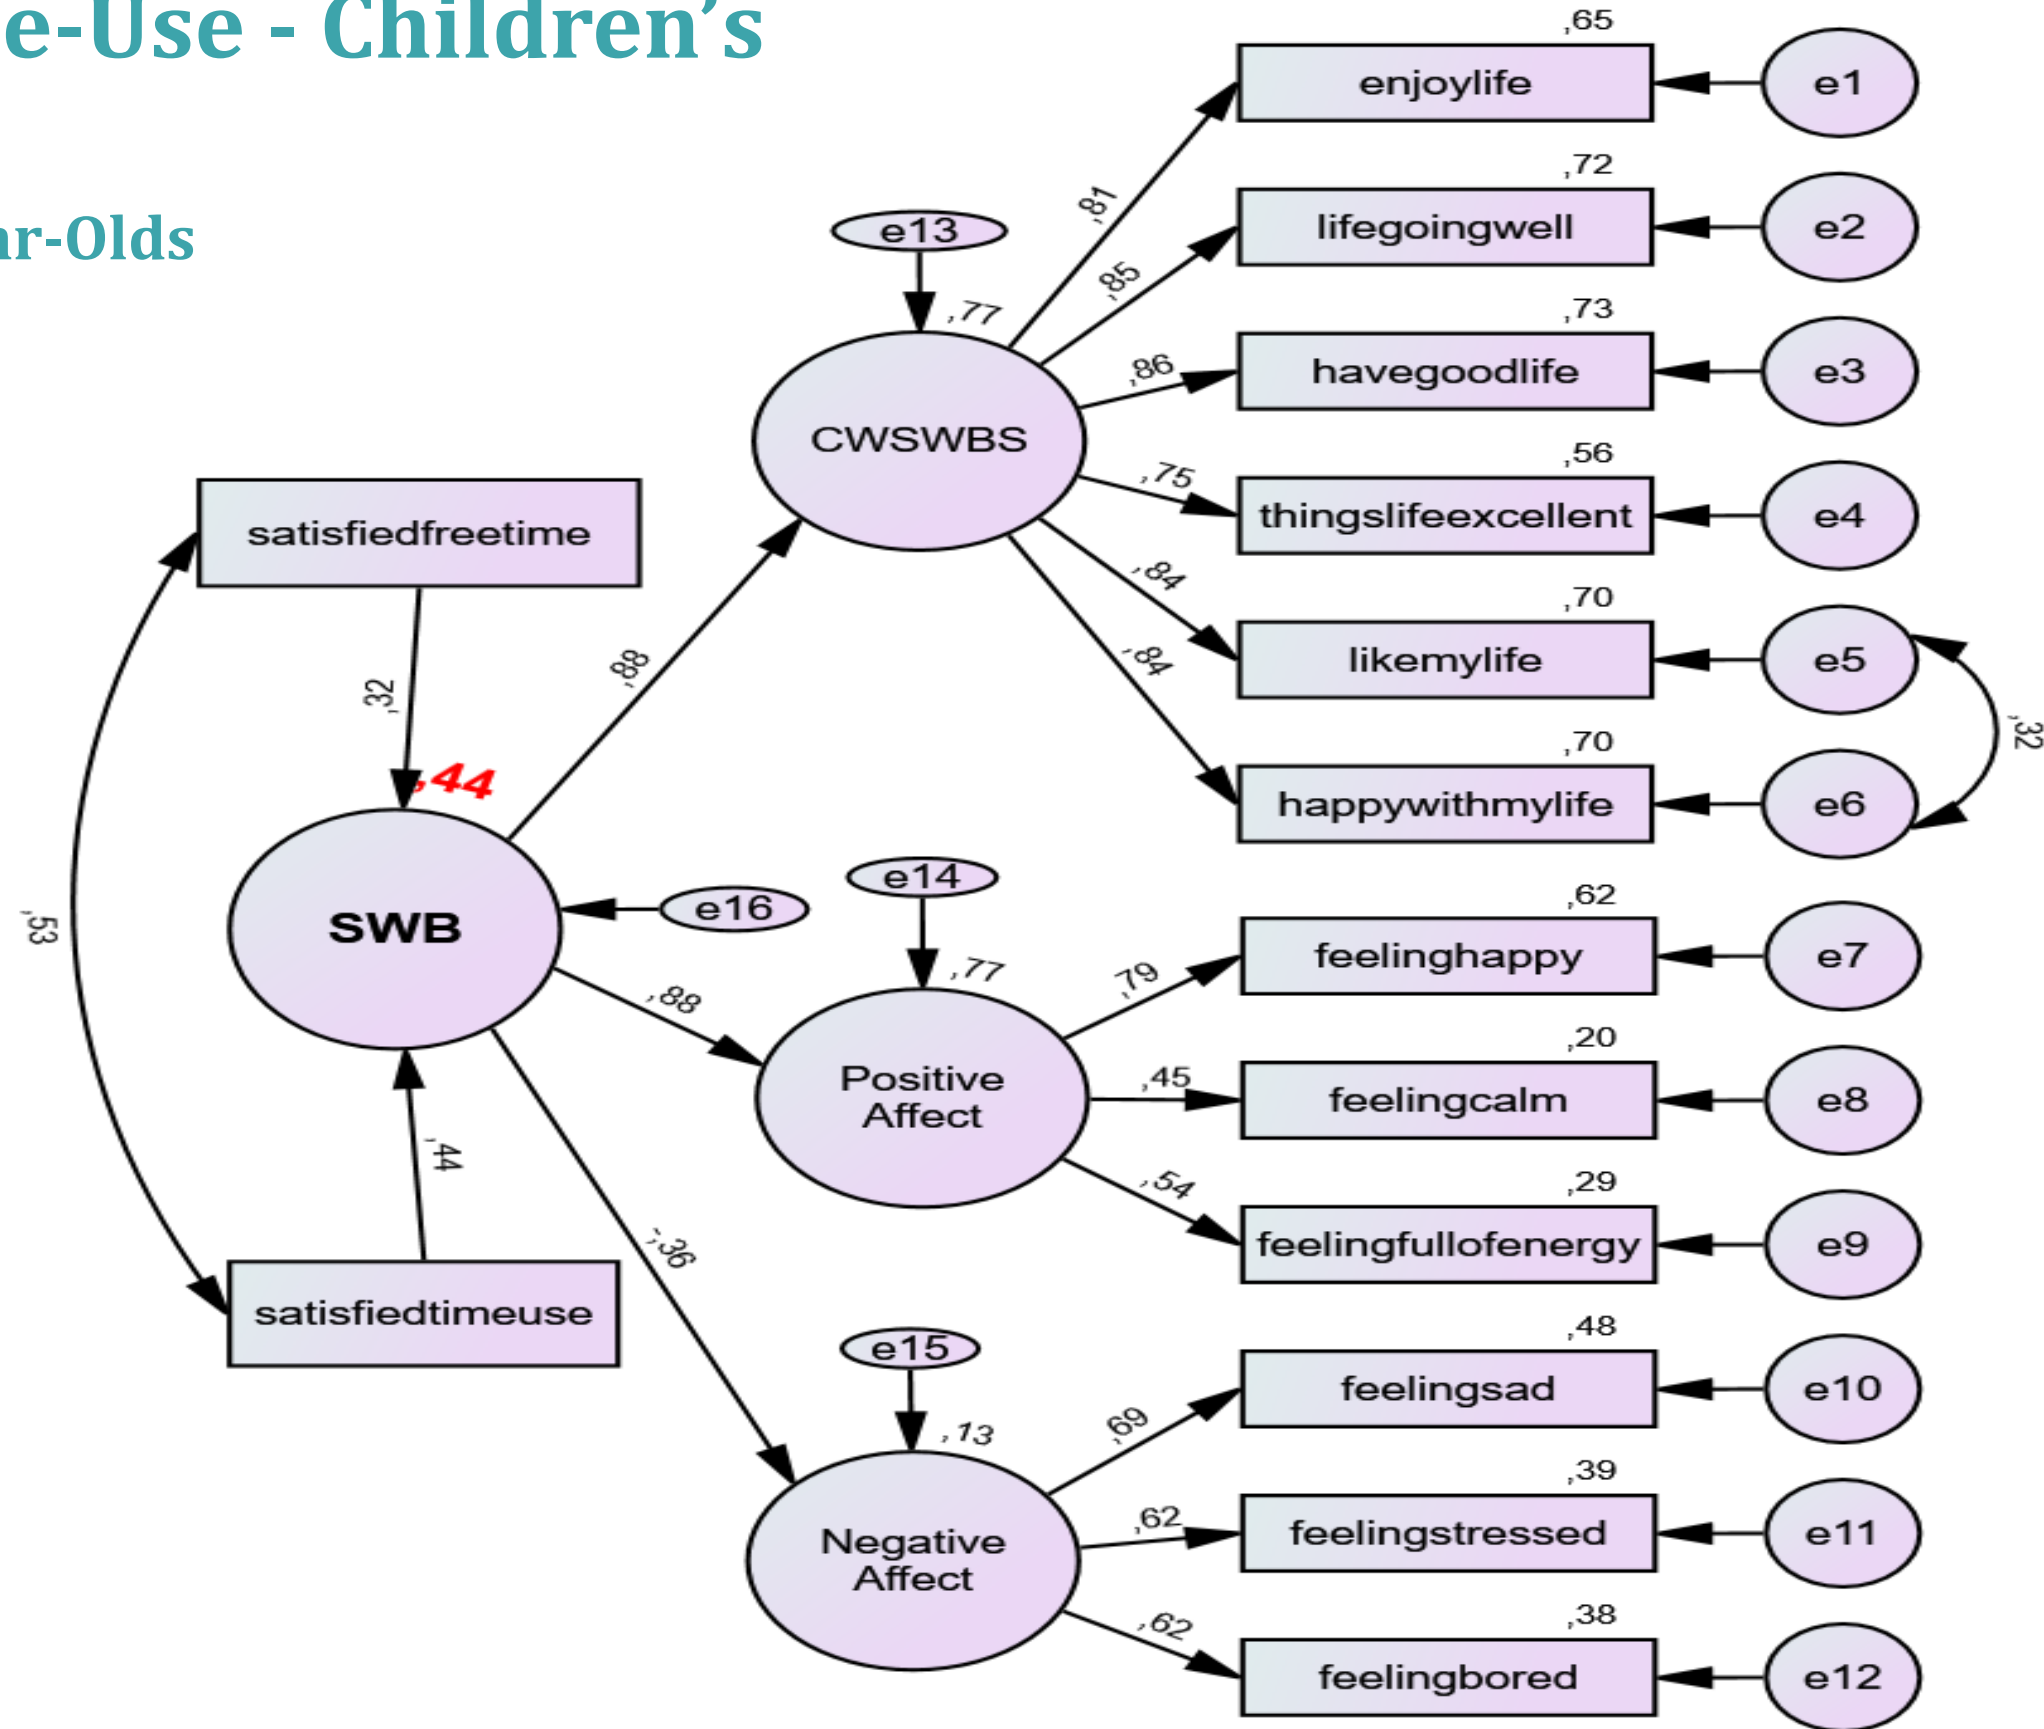 e-Use - Children's
ar-Olds
,65
enjoylife
e1
,81
,72
lifegoingwell
e2
,85
e13
,77
,73
havegoodlife
e3
,86
CWSWBS
,56
thingslifeexcellent
e4
,75
satisfiedfreetime
,70
likemylife
e5
,84
,32
,70
happywithmylife
e6
,84
,32
,88
,44
SWB
e16
,53
e14
,77
,62
feelinghappy
e7
,79
,88
Positive
Affect
,20
feelingcalm
e8
,45
,29
feelingfullofenergy
e9
,54
,44
-,36
satisfiedtimeuse
e15
,13
,48
feelingsad
e10
,69
Negative
Affect
,39
feelingstressed
e11
,62
,38
feelingbored
e12
,62